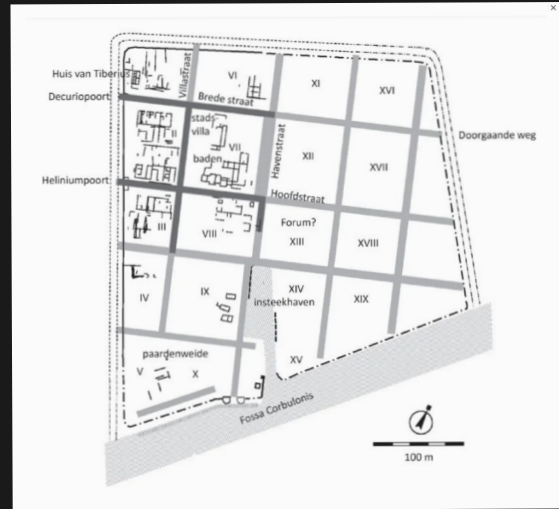 Huis van Tiberius
Villastraat
VI
XI
XVI
Decuriopoort
Brede straat
Doorgaande weg
II
stads
villa
VII
baden
Havenstraat
XII
XVII
Heliniumpoort
Hoofdstraat
III
VIII
Forum?
XIII
XVIII
IV
IX
XIV
insteekhaven
XIX
paardenweide
V
X
XV
Fossa Corbulonis
100 m